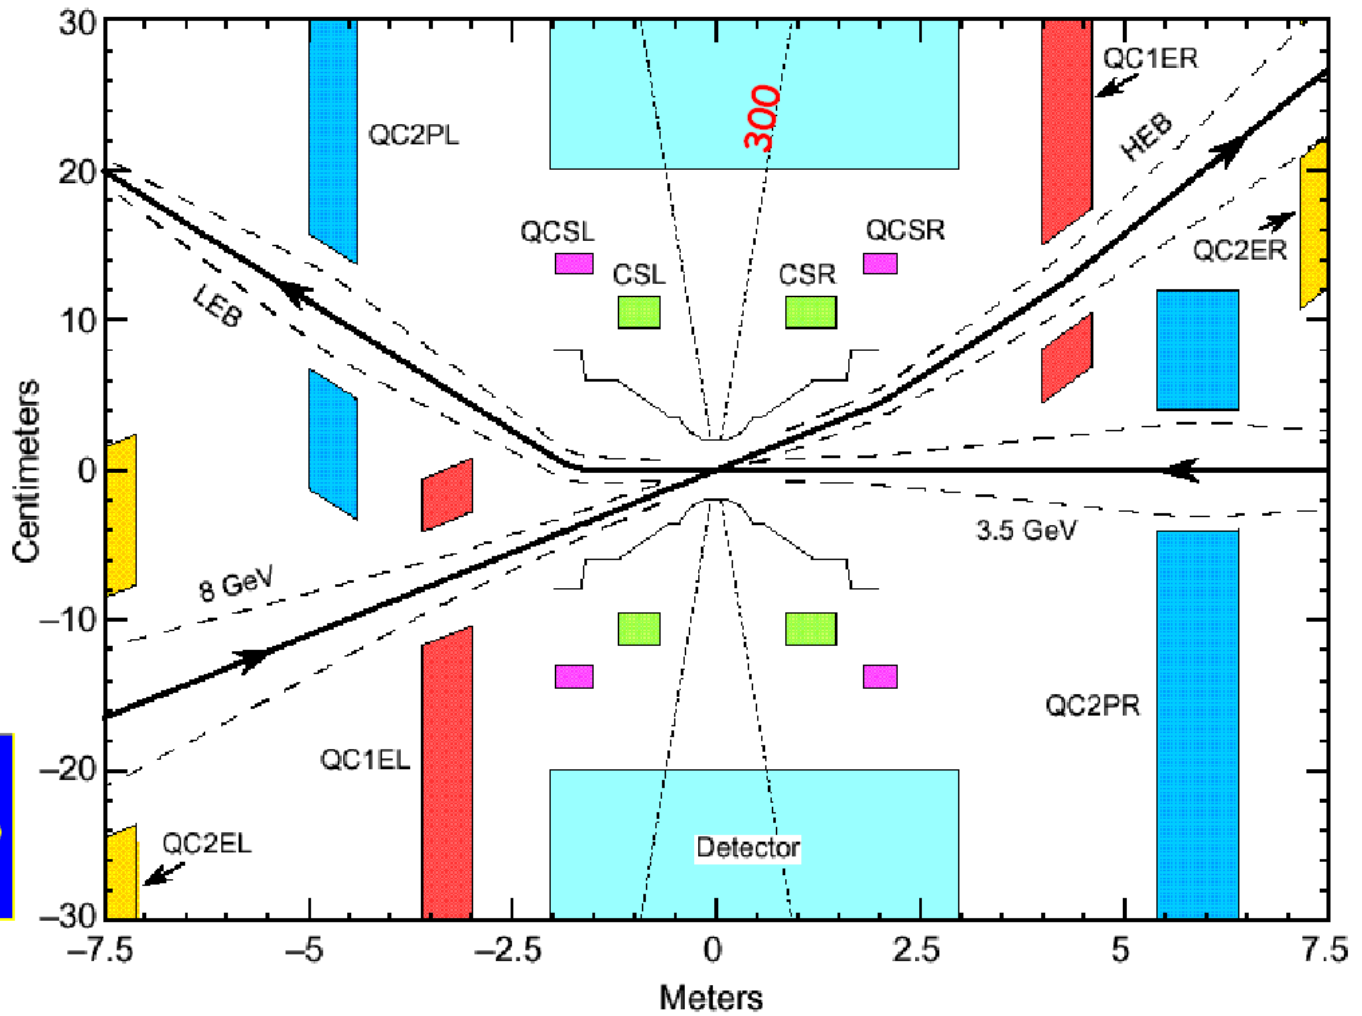 30
20
10
0
–10
–20
–30
Centimeters
–7.5
–5
–2.5
0
2.5
5
7.5
Meters
QC2PL
300
QC1ER
HEB
QCSL
QCSR
CSL
CSR
QC2ER
LEB
3.5 GeV
8 GeV
QC2PR
QC1EL
QC2EL
Detector